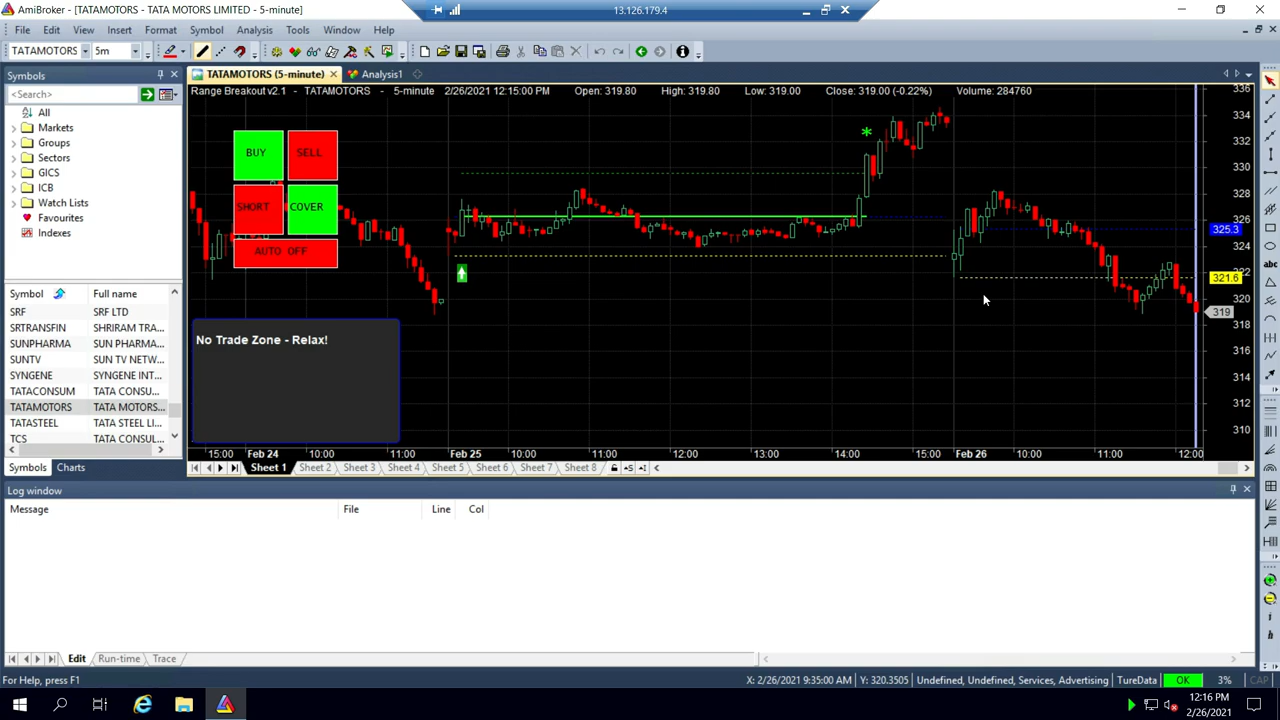 AmiBroker - [TATAMOTORS - TATA MOTORS LIMITED - 5-minute]
13.126.179.4
File Edit View Insert Format Symbol Analysis Tools Window Help
TATAMOTORS 5m
Symbols
TATAMOTORS (5-minute) Analysis1
<Search>
Range Breakout v2.1 - TATAMOTORS - 5-minute 2/26/2021 12:15:00 PM Open: 319.80 High: 319.80 Low: 319.00 Close: 319.00 (-0.22%) Volume: 284760
All
Markets
Groups
Sectors
GICS
ICB
Watch Lists
Favourites
Indexes
BUY SELL
SHORT COVER
AUTO OFF
*
336
334
332
330
328
326
325.3
324
322
321.6
320
319
318
316
314
312
310
Symbol Full name
SRF SRF LTD
SRTRANSFIN SHRIRAM TRA...
SUNPHARMA SUN PHARMA...
SUNTV SUN TV NETW...
SYNGENE SYNGENE INT...
TATACONSUM TATA CONSU...
TATAMOTORS TATA MOTORS...
TATASTEEL TATA STEEL LI...
TCS TATA CONSUL...
No Trade Zone - Relax!
15:00 Feb 24 10:00 11:00 Feb 25 10:00 11:00 12:00 13:00 14:00 15:00 Feb 26 10:00 11:00 12:00
Symbols Charts
Sheet 1 Sheet 2 Sheet 3 Sheet 4 Sheet 5 Sheet 6 Sheet 7 Sheet 8
Log window
Message File Line Col
Edit Run-time Trace
For Help, press F1
X: 2/26/2021 9:35:00 AM Y: 320.3505 Undefined, Undefined, Services, Advertising TureData OK 3% CAP
12:16 PM
2/26/2021
abc